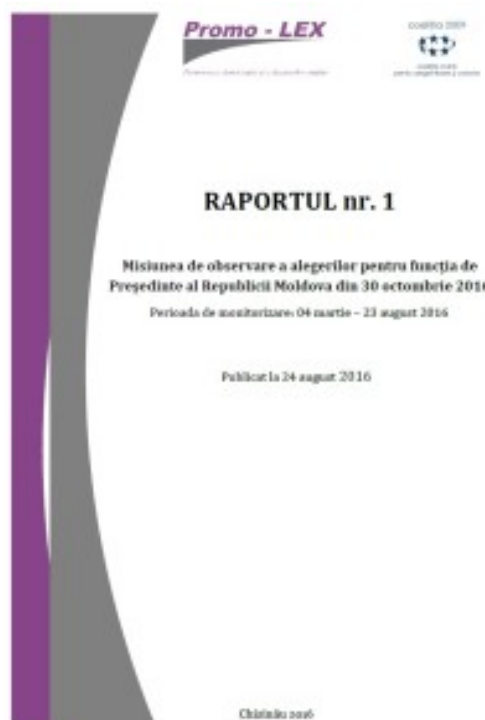 Promo - LEX
RAPORTUL nr. 1
Misiunea de observare a alegerilor pentru funcția de
Președinte al Republicii Moldova din 30 octombrie 2016
Perioada de monitorizare: 04 martie – 23 august 2016
Publicat la 24 august 2016
Chișinău 2016